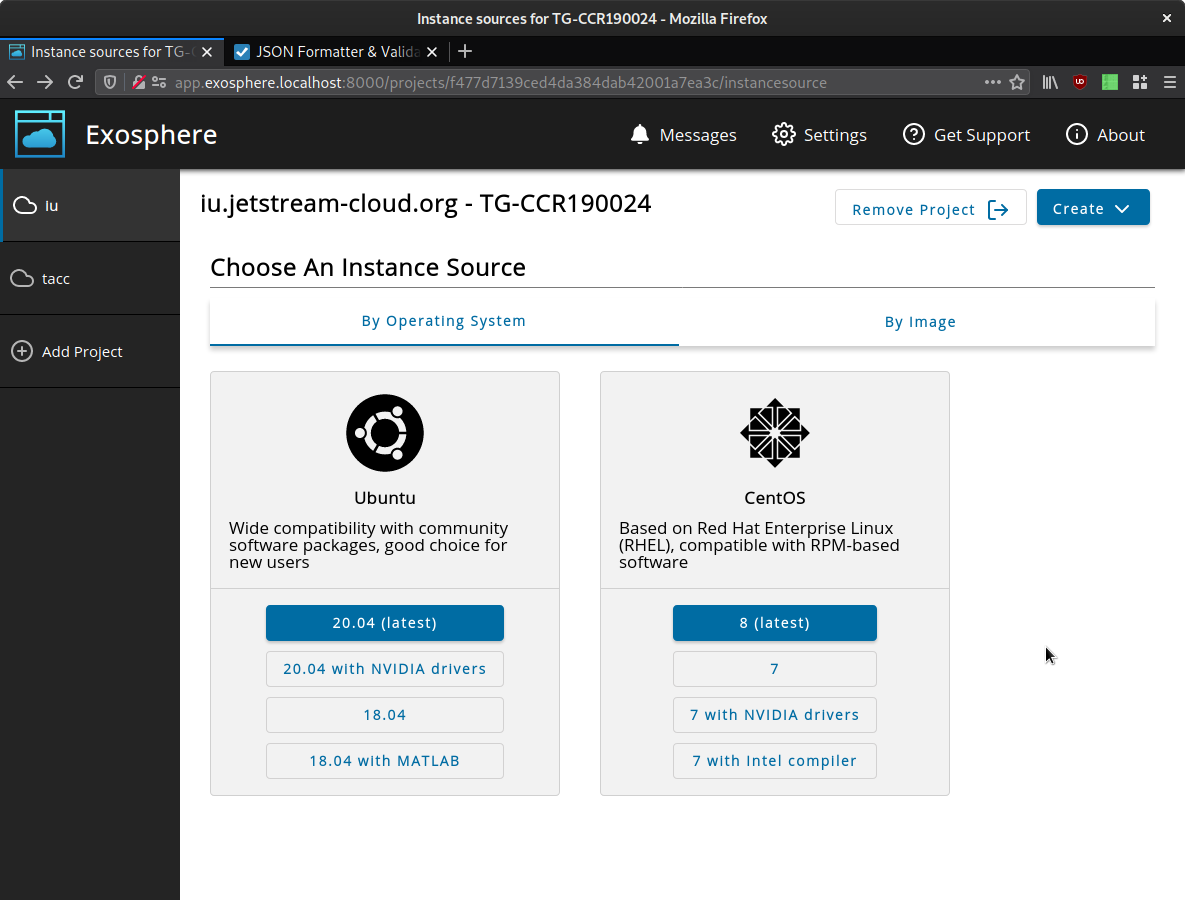 Instance sources for TG-CCR190024 - Mozilla Firefox
Instance sources for TG-
JSON Formatter & Valida
app.exosphere.localhost:8000/projects/f477d7139ced4da384dab42001a7ea3c/instancesource
Exosphere
Messages
Settings
Get Support
About
iu
tacc
Add Project
iu.jetstream-cloud.org - TG-CCR190024
Remove Project
Create
Choose An Instance Source
By Operating System
By Image
Ubuntu
Wide compatibility with community
software packages, good choice for
new users
20.04 (latest)
20.04 with NVIDIA drivers
18.04
18.04 with MATLAB
CentOS
Based on Red Hat Enterprise Linux
(RHEL), compatible with RPM-based
software
8 (latest)
7
7 with NVIDIA drivers
7 with Intel compiler